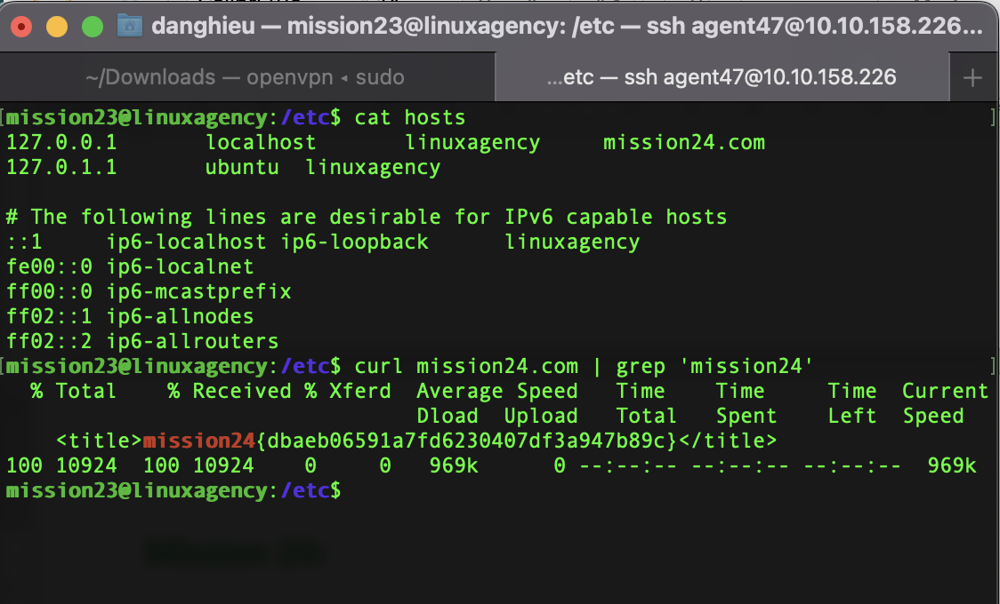 danghieu — mission23@linuxagency: /etc — ssh agent47@10.10.158.226...
~/Downloads — openvpn ◂ sudo
...etc — ssh agent47@10.10.158.226
+
[mission23@linuxagency:/etc$ cat hosts ]
127.0.0.1 localhost linuxagency mission24.com
127.0.1.1 ubuntu linuxagency
# The following lines are desirable for IPv6 capable hosts
::1 ip6-localhost ip6-loopback linuxagency
fe00::0 ip6-localnet
ff00::0 ip6-mcastprefix
ff02::1 ip6-allnodes
ff02::2 ip6-allrouters
[mission23@linuxagency:/etc$ curl mission24.com | grep 'mission24' ]
% Total % Received % Xferd Average Speed Time Time Time Current
Dload Upload Total Spent Left Speed
<title>mission24{dbaeb06591a7fd6230407df3a947b89c}</title>
100 10924 100 10924 0 0 969k 0 --:--:-- --:--:-- --:--:-- 969k
mission23@linuxagency:/etc$